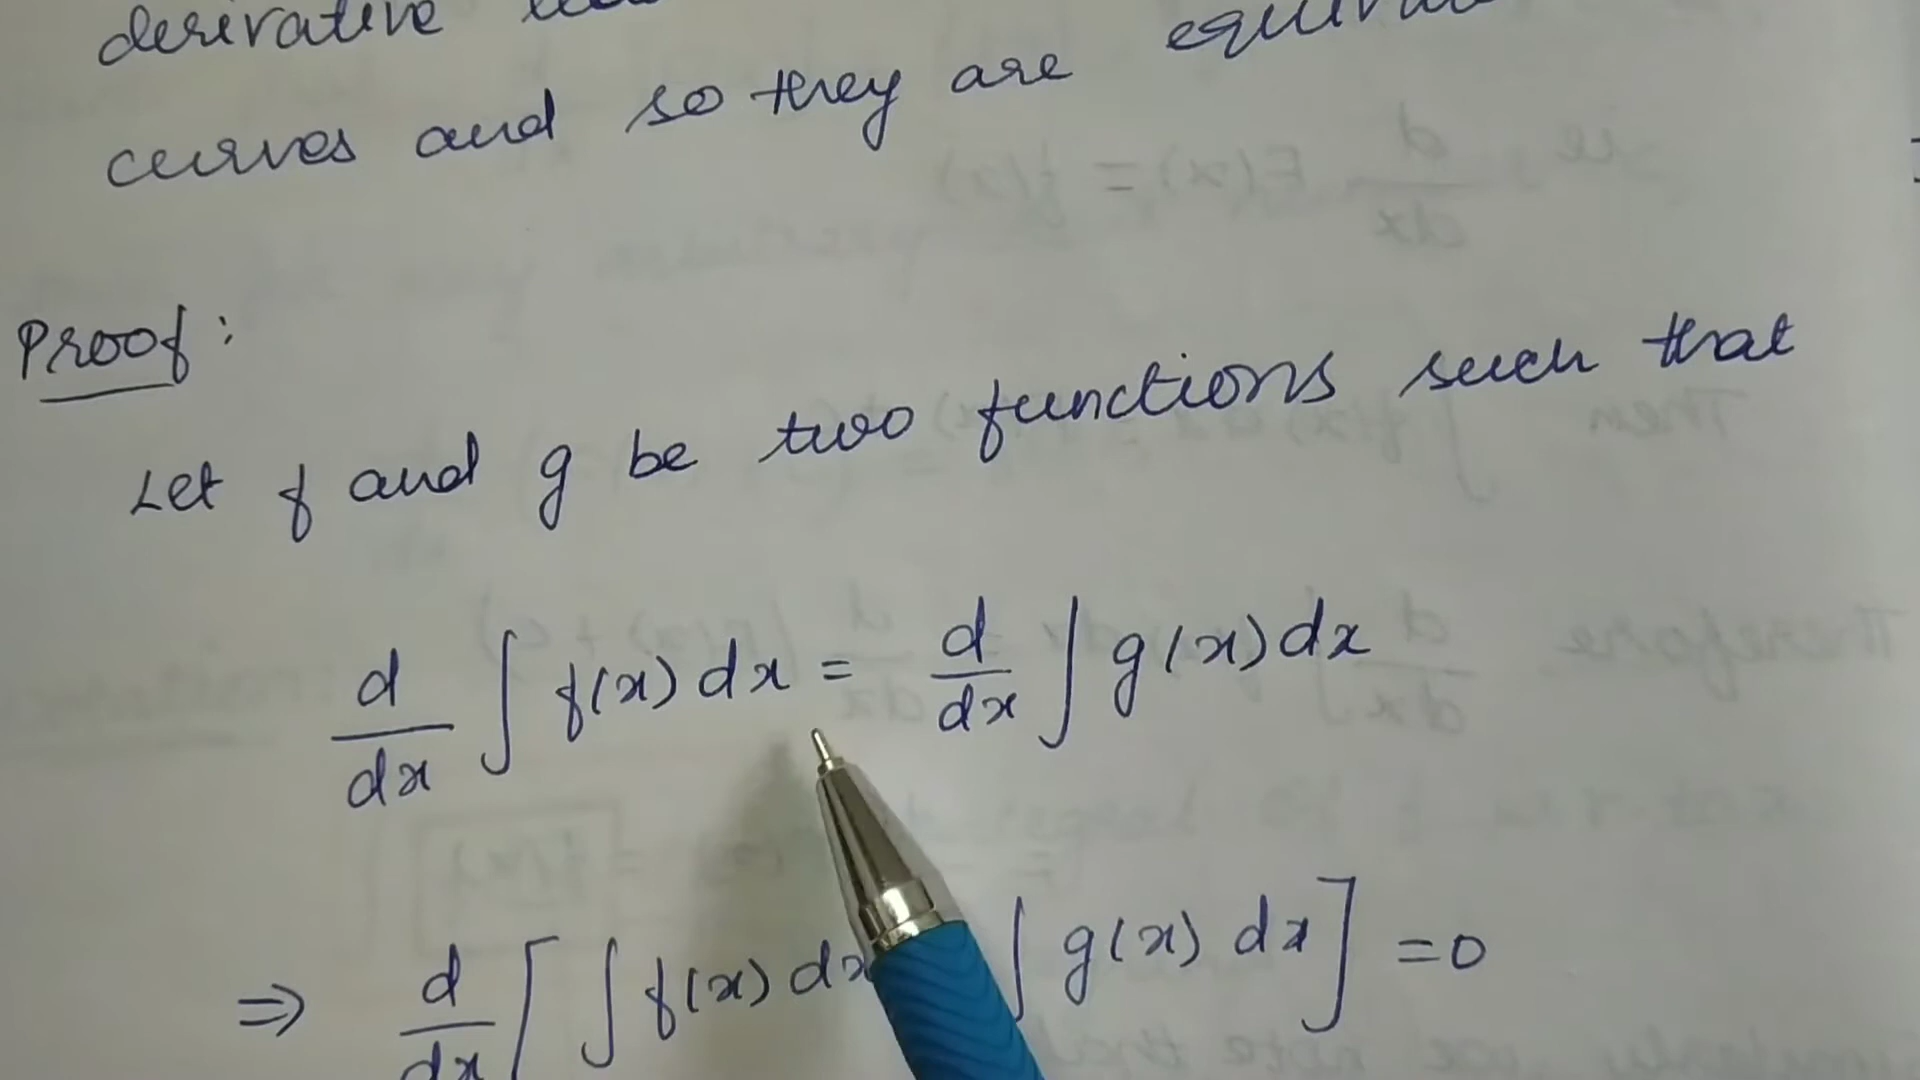 derivative
curves and so they are
Proof:
Let f and g be two functions such that
d/dx ∫ f(x) dx = d/dx ∫ g(x) dx
⇒ d/dx [ ∫ f(x) dx ∫ g(x) dx ] = 0